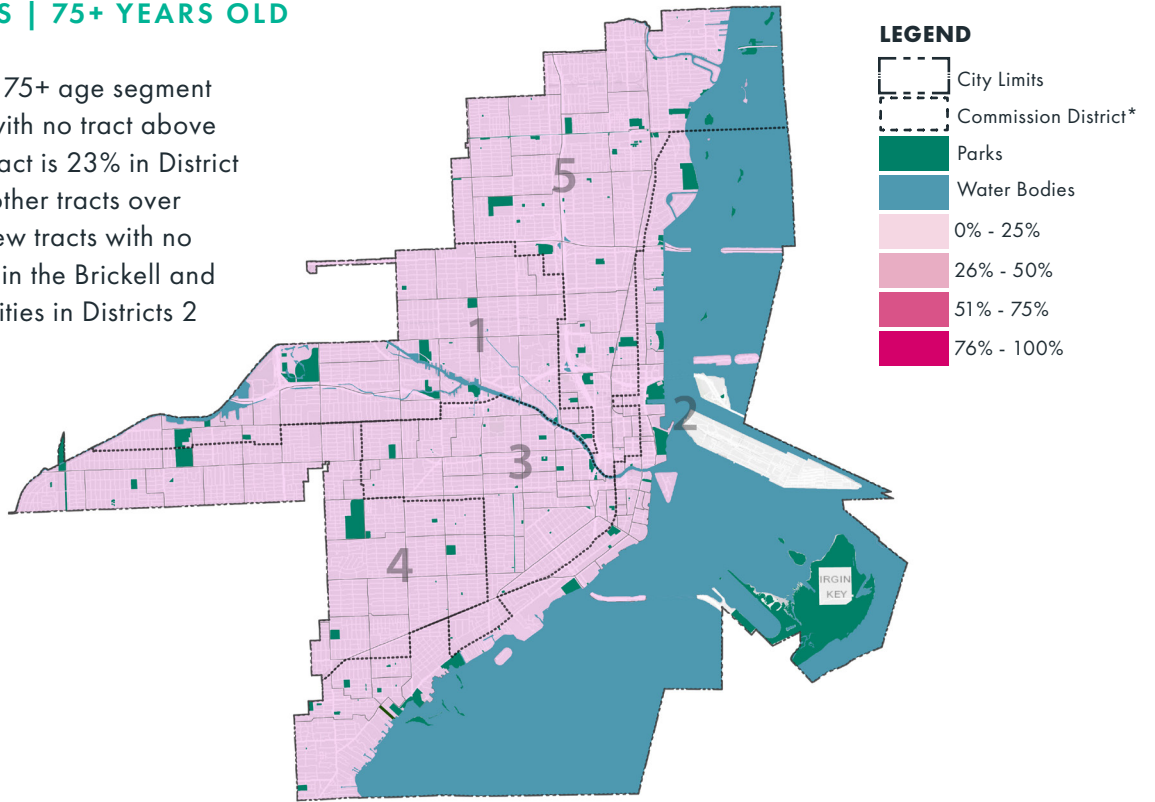 S | 75+ YEARS OLD
75+ age segment
with no tract above
act is 23% in District
other tracts over
ew tracts with no
in the Brickell and
ities in Districts 2
LEGEND
City Limits
Commission District*
Parks
Water Bodies
0% - 25%
26% - 50%
51% - 75%
76% - 100%
5
1
2
3
4
IRGIN
KEY